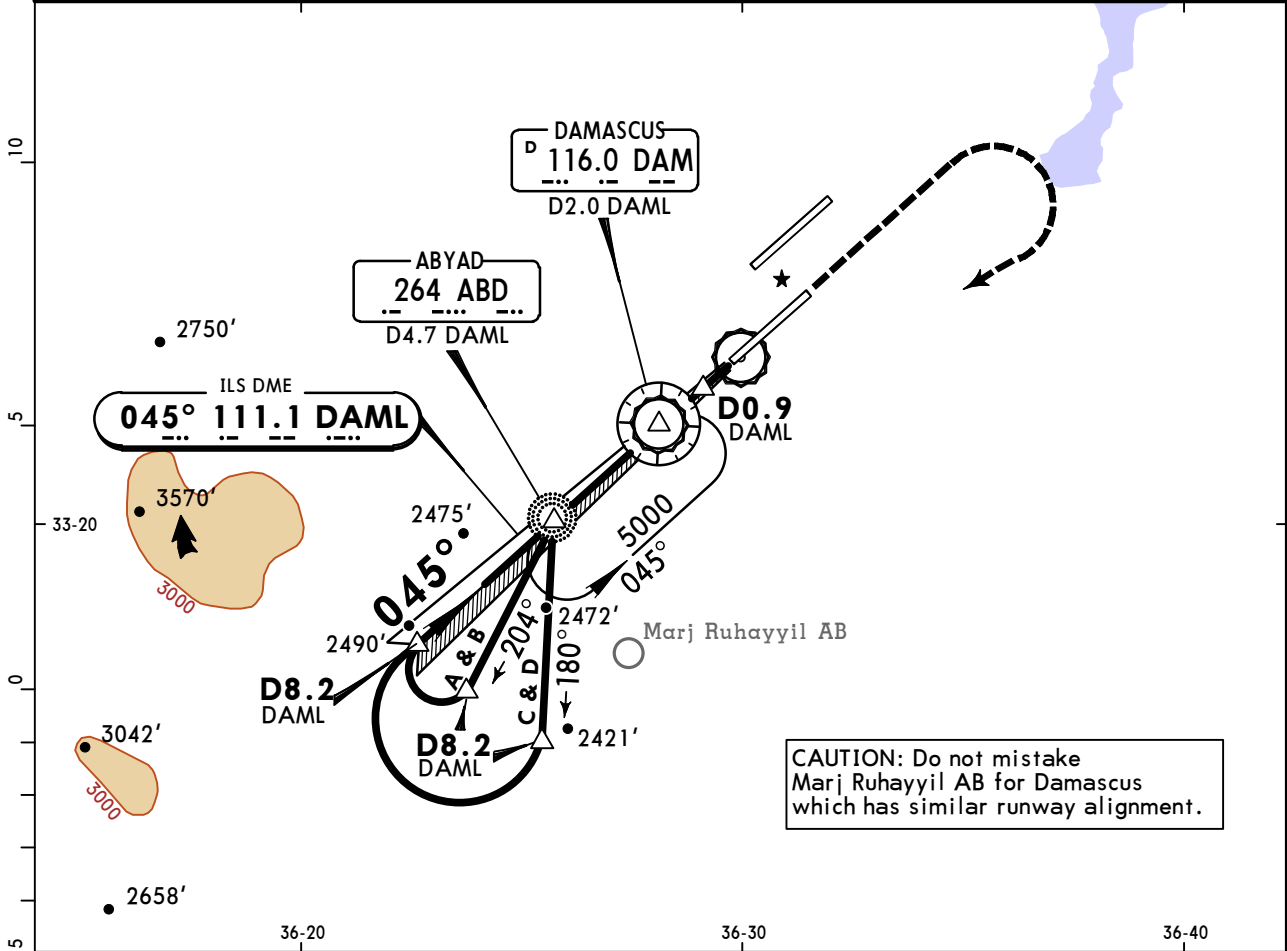 10
DAMASCUS
D 116.0 DAM
D2.0 DAML
ABYAD
264 ABD
D4.7 DAML
2750′
ILS DME
045° 111.1 DAML
5
D0.9
DAML
3570′
2475′
33-20
3000
045°
5000
045°
2490′
A & B
204°
2472′
Marj Ruhayyil AB
C & D
180°
D8.2
DAML
0
3042′
D8.2
DAML
2421′
3000
CAUTION: Do not mistake
Marj Ruhayyil AB for Damascus
which has similar runway alignment.
2658′
5
36-20
36-30
36-40